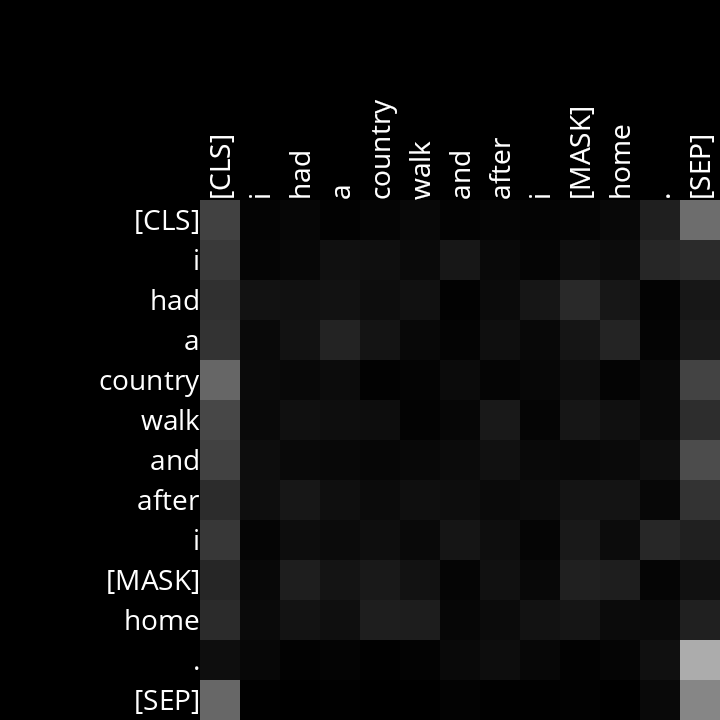 [CLS] i had a country walk and after i [MASK] home . [SEP]
[CLS]
i
had
a
country
walk
and
after
i
[MASK]
home
.
[SEP]